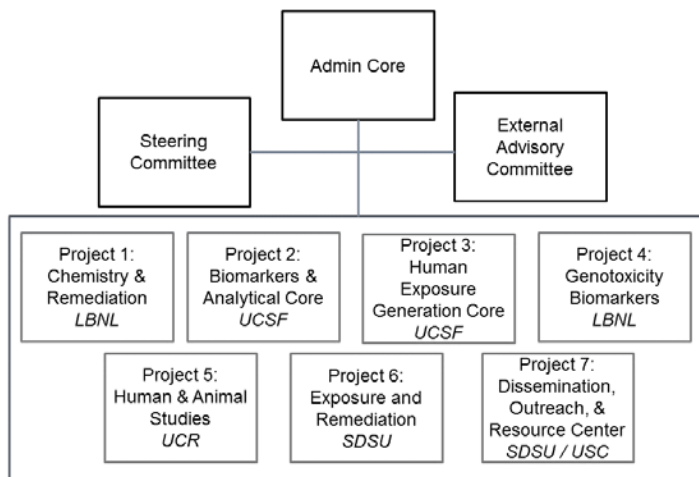 Admin Core
Steering
Committee
External
Advisory
Committee
Project 1:
Chemistry &
Remediation
LBNL
Project 2:
Biomarkers &
Analytical Core
UCSF
Project 3:
Human
Exposure
Generation Core
UCSF
Project 4:
Genotoxicity
Biomarkers
LBNL
Project 5:
Human & Animal
Studies
UCR
Project 6:
Exposure and
Remediation
SDSU
Project 7:
Dissemination,
Outreach, &
Resource Center
SDSU / USC